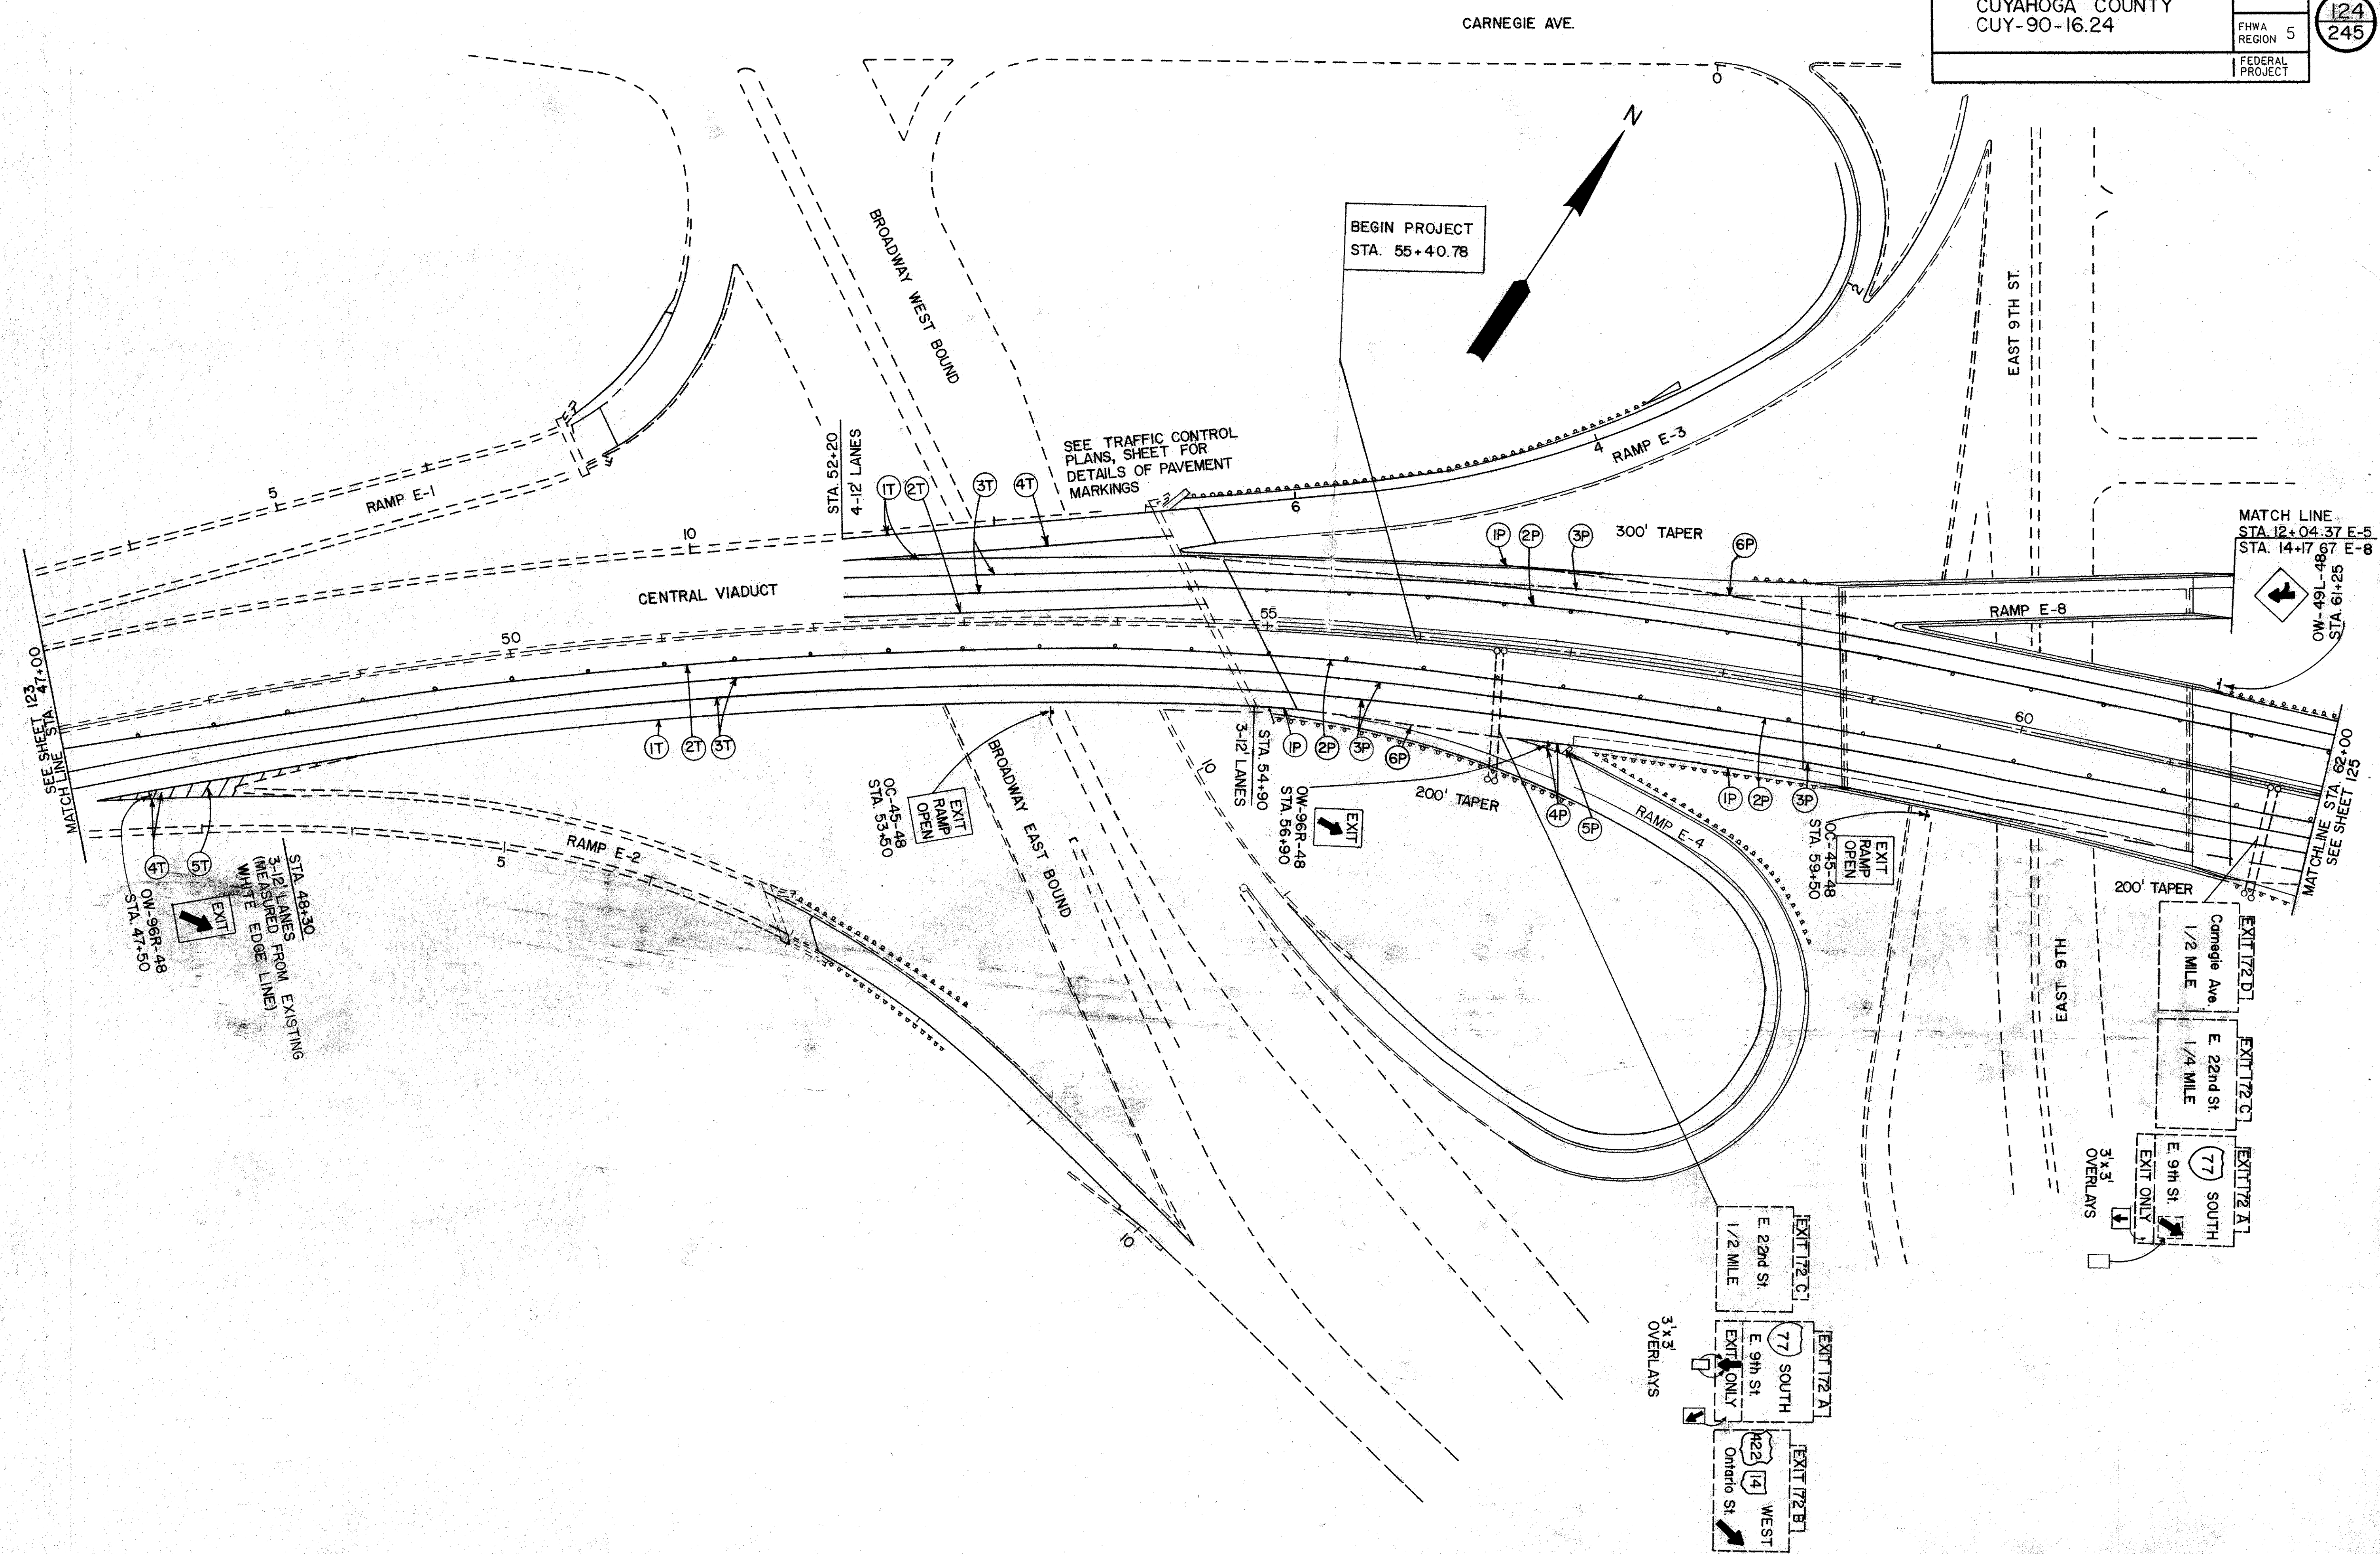 CARNEGIE AVE.
CUYAHOGA COUNTY
CUY-90-16.24
FHWA
REGION 5
FEDERAL
PROJECT
124
245
0
N
BEGIN PROJECT
STA. 55+40.78
BROADWAY WEST BOUND
EAST 9TH ST.
2
STA. 52+20
4-12' LANES
SEE TRAFFIC CONTROL
PLANS, SHEET FOR
DETAILS OF PAVEMENT
MARKINGS
4
RAMP E-3
5
RAMP E-1
10
1T
2T
3T
4T
6
1P
2P
3P
300' TAPER
6P
MATCH LINE
STA. 12+04.37 E-5
STA. 14+17.67 E-8
OW-49L-48
STA. 61+25
RAMP E-8
CENTRAL VIADUCT
50
55
60
SEE SHEET 123
MATCH LINE STA. 47+00
1T
2T
3T
STA. 54+90
3-12' LANES
1P
2P
3P
6P
10
200' TAPER
4P
5P
RAMP E-4
1P
2P
3P
MATCHLINE STA. 62+00
SEE SHEET 125
OC-45-48
STA. 53+50
EXIT
RAMP
OPEN
BROADWAY EAST BOUND
OW-96R-48
STA. 56+90
EXIT
OC-45-48
STA. 59+50
EXIT
RAMP
OPEN
200' TAPER
4T
5T
OW-96R-48
STA. 47+50
EXIT
STA. 48+30
3-12' LANES
(MEASURED FROM EXISTING
WHITE EDGE LINE)
RAMP E-2
5
10
EAST 9TH
EXIT 172 D
Carnegie Ave.
1/2 MILE
EXIT 172 C
E. 22nd St.
1/4 MILE
EXIT 172 A
77 SOUTH
E. 9th St.
EXIT ONLY
3'x3'
OVERLAYS
EXIT 172 C
E. 22nd St.
1/2 MILE
EXIT 172 A
77 SOUTH
E. 9th St.
EXIT ONLY
3'x3'
OVERLAYS
EXIT 172 B
422 14 WEST
Ontario St.